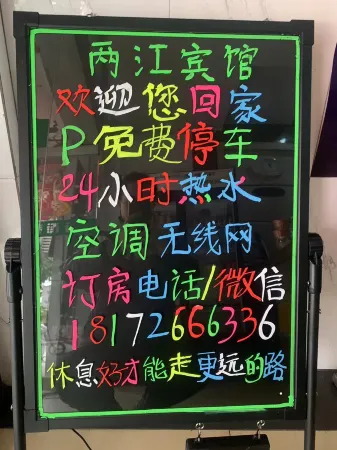 两江宾馆
欢迎您回家
P免费停车
24小时热水
空调无线网
订房电话/微信
18172666336
休息好才能走更远的路